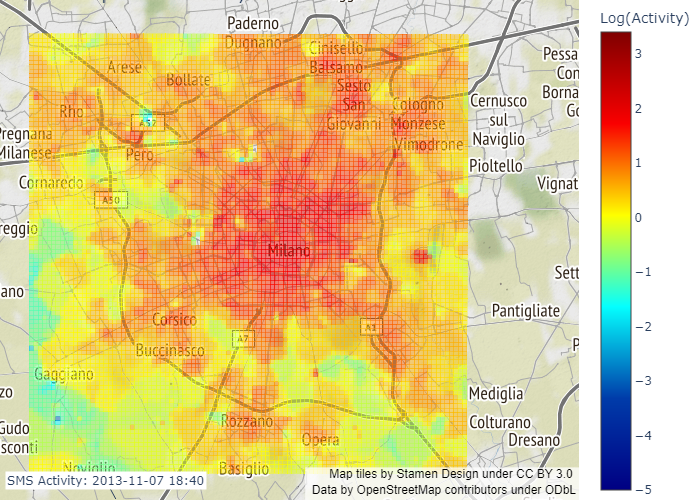 Log(Activity)
Paderno
Dugnano
Cinisello
Balsamo
Arese
Bollate
Sesto
San
Giovanni
Cologno
Monzese
Vimodrone
Rho
A52
Pero
Pregnana
Milanese
Cornaredo
A50
reggio
ano
Milano
Corsico
Buccinasco
A7
A1
Gaggiano
zo
Gudo
sconti
Rozzano
Opera
Noviglio
Basiglio
Pessa
Con
Borna
Go
Cernusco
sul
Naviglio
Pioltello
Vignat
Sett
Pantigliate
P
Mediglia
Colturano
Dresano
3
2
1
0
−1
−2
−3
−4
−5
SMS Activity: 2013-11-07 18:40
Map tiles by Stamen Design under CC BY 3.0
Data by OpenStreetMap contributors under ODbL